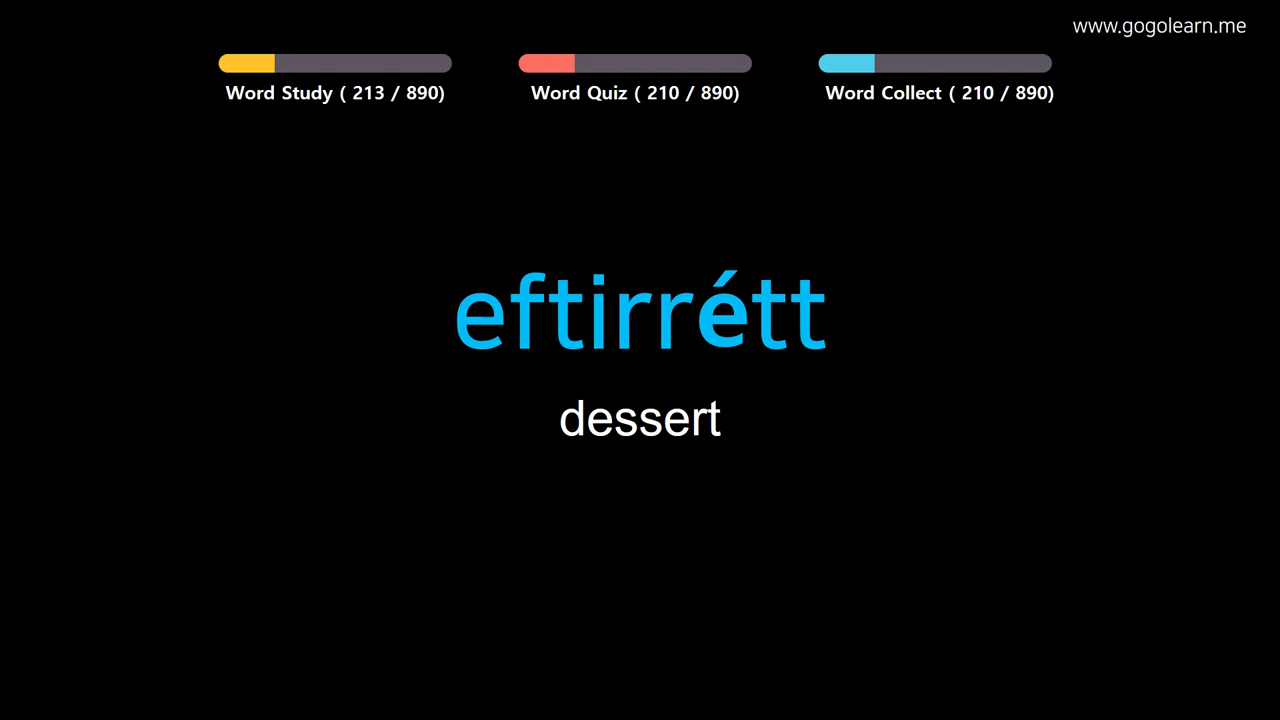 www.gogolearn.me
Word Study ( 213 / 890)
Word Quiz ( 210 / 890)
Word Collect ( 210 / 890)
eftirrétt
dessert